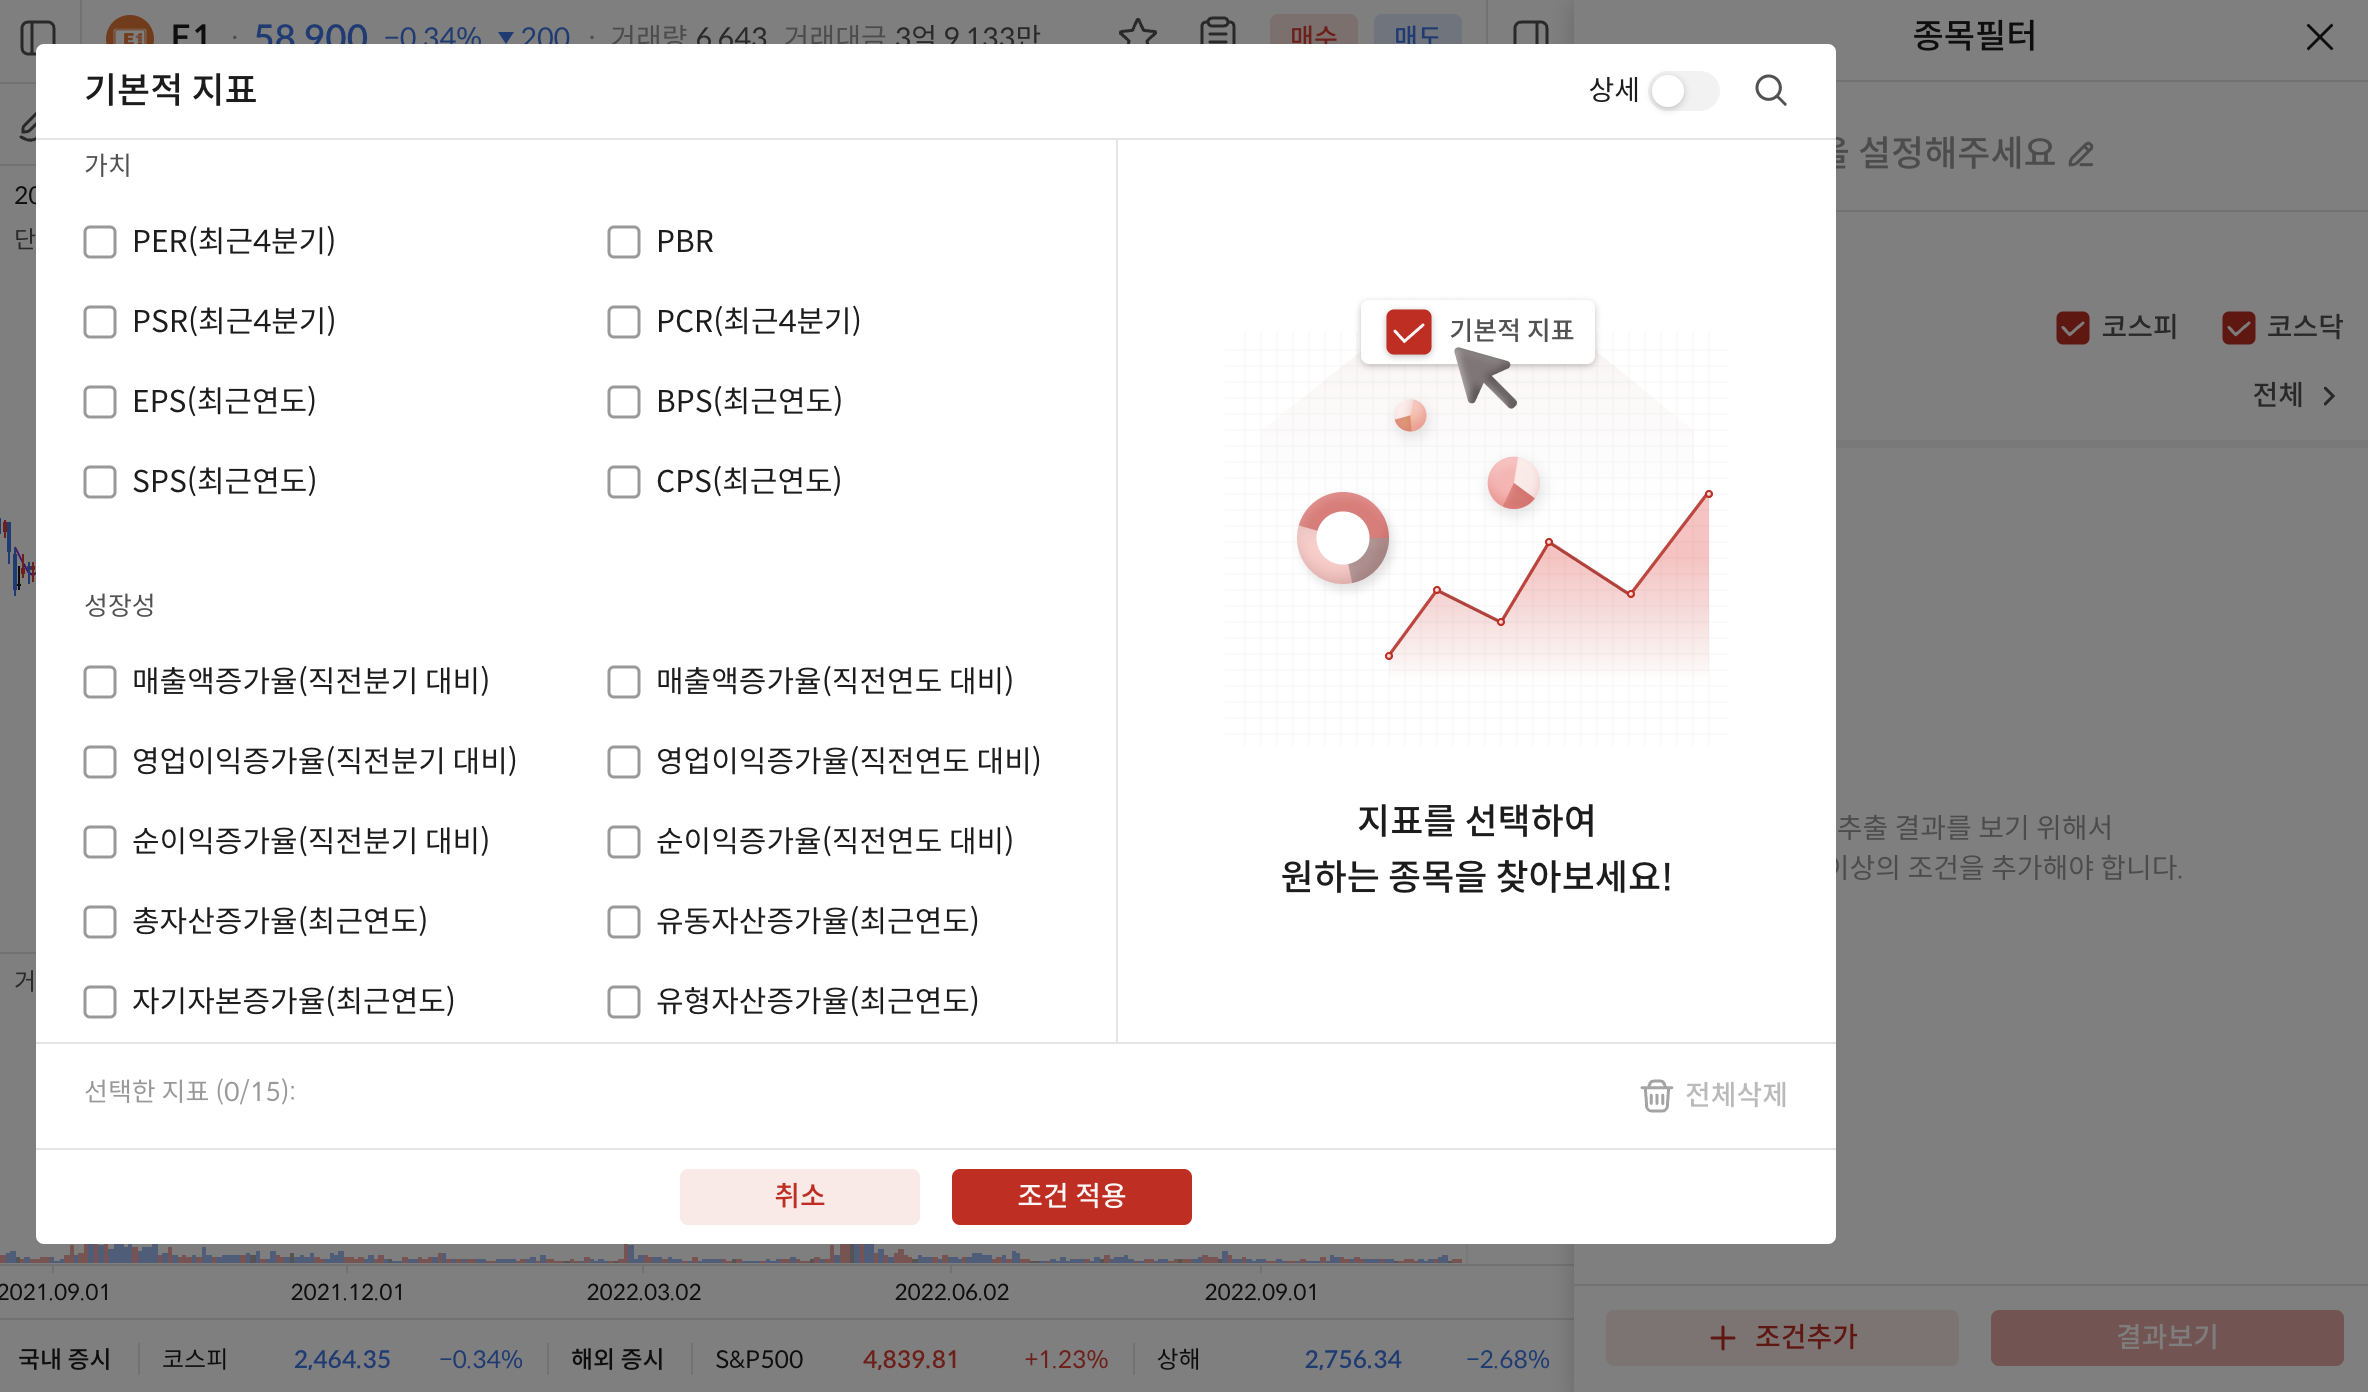 E1 · 58,900 −0.34% ▼200 · 거래량 6,643 거래대금 3억 9,133만
매수
매도
종목필터
기본적 지표
상세
을 설정해주세요
가치
PER(최근4분기)
PBR
PSR(최근4분기)
PCR(최근4분기)
EPS(최근연도)
BPS(최근연도)
SPS(최근연도)
CPS(최근연도)
성장성
매출액증가율(직전분기 대비)
매출액증가율(직전연도 대비)
영업이익증가율(직전분기 대비)
영업이익증가율(직전연도 대비)
순이익증가율(직전분기 대비)
순이익증가율(직전연도 대비)
총자산증가율(최근연도)
유동자산증가율(최근연도)
자기자본증가율(최근연도)
유형자산증가율(최근연도)
기본적 지표
지표를 선택하여
원하는 종목을 찾아보세요!
코스피
코스닥
전체
추출 결과를 보기 위해서
이상의 조건을 추가해야 합니다.
선택한 지표 (0/15):
전체삭제
취소
조건 적용
2021.09.01
2021.12.01
2022.03.02
2022.06.02
2022.09.01
국내 증시
코스피
2,464.35
−0.34%
해외 증시
S&P500
4,839.81
+1.23%
상해
2,756.34
−2.68%
조건추가
결과보기